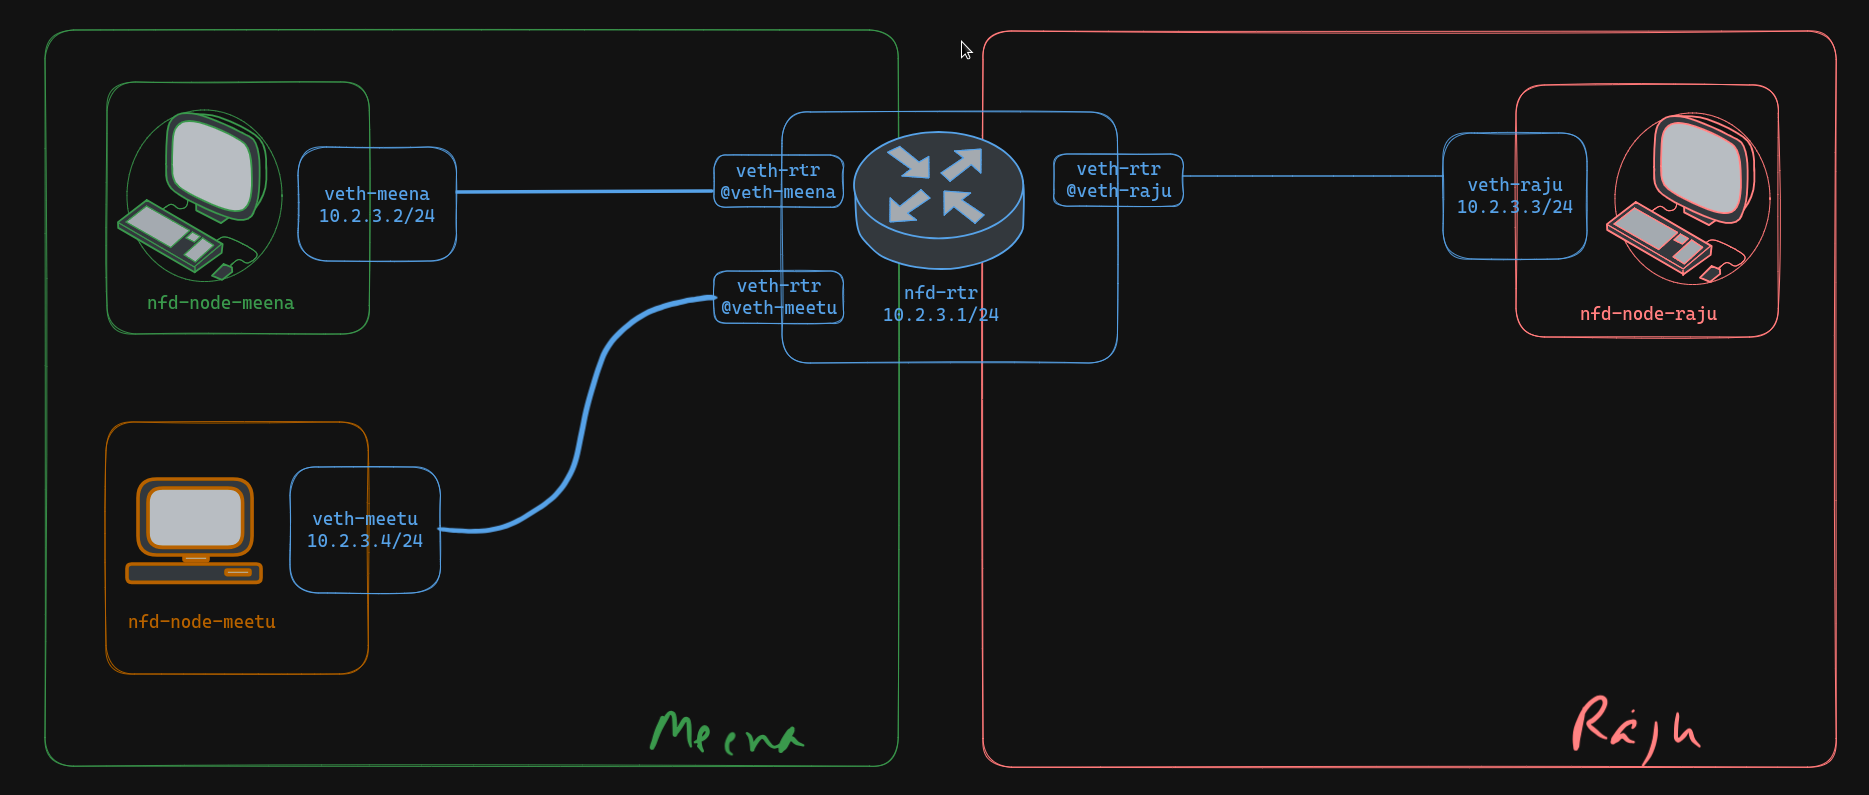 veth-meena
10.2.3.2/24
nfd-node-meena
veth-rtr
@veth-meena
veth-rtr
@veth-meetu
nfd-rtr
10.2.3.1/24
veth-rtr
@veth-raju
veth-raju
10.2.3.3/24
nfd-node-raju
veth-meetu
10.2.3.4/24
nfd-node-meetu
Meena
Raju